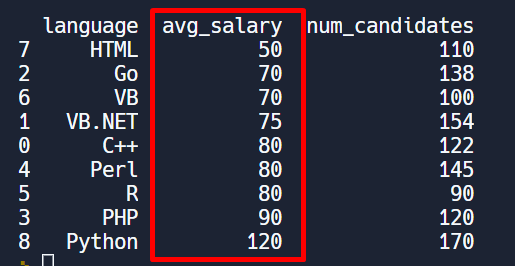 language avg_salary num_candidates
7 HTML 50 110
2 Go 70 138
6 VB 70 100
1 VB.NET 75 154
0 C++ 80 122
4 Perl 80 145
5 R 80 90
3 PHP 90 120
8 Python 120 170